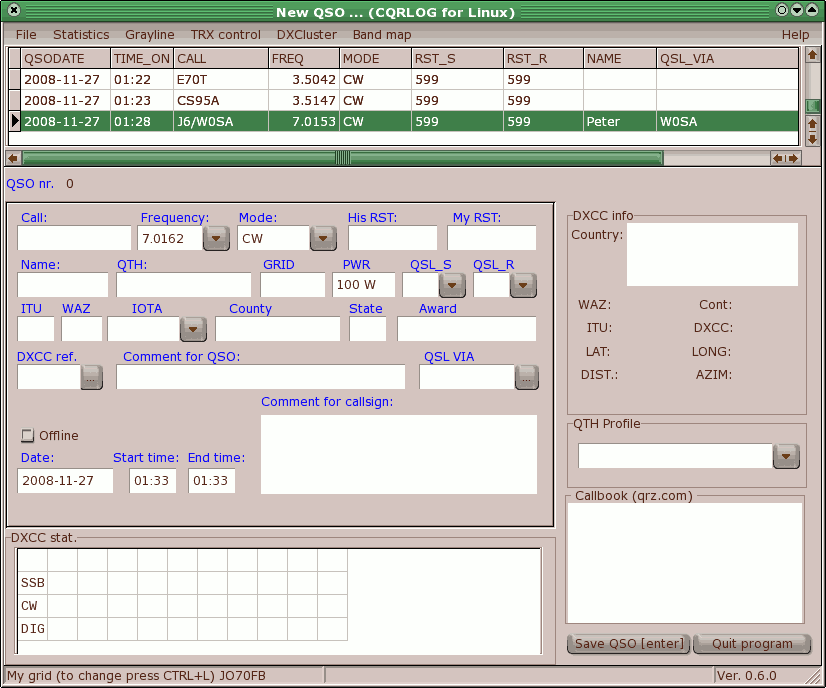 New QSO ... (CQRLOG for Linux)
File Statistics Grayline TRX control DXCluster Band map Help
QSODATE TIME_ON CALL FREQ MODE RST_S RST_R NAME QSL_VIA
2008-11-27 01:22 E70T 3.5042 CW 599 599
2008-11-27 01:23 CS95A 3.5147 CW 599 599
2008-11-27 01:28 J6/W0SA 7.0153 CW 599 599 Peter W0SA
QSO nr. 0
Call: Frequency: Mode: His RST: My RST:
7.0162 CW
Name: QTH: GRID PWR QSL_S QSL_R
100 W
ITU WAZ IOTA County State Award
DXCC ref. Comment for QSO: QSL VIA
... ...
Comment for callsign:
Offline
Date: Start time: End time:
2008-11-27 01:33 01:33
DXCC info
Country:
WAZ: Cont:
ITU: DXCC:
LAT: LONG:
DIST.: AZIM:
QTH Profile
Callbook (qrz.com)
DXCC stat.
SSB
CW
DIG
Save QSO [enter] Quit program
My grid (to change press CTRL+L) JO70FB Ver. 0.6.0